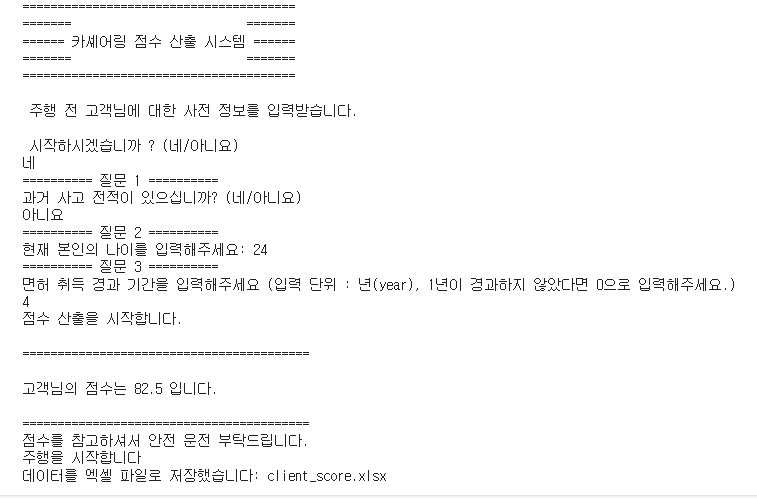 =======================================
=======                         =======
====== 카셰어링 점수 산출 시스템 ======
=======                         =======
=======================================
주행 전 고객님에 대한 사전 정보를 입력받습니다.
시작하시겠습니까 ? (네/아니요)
네
========== 질문 1 ==========
과거 사고 전적이 있으십니까? (네/아니요)
아니요
========== 질문 2 ==========
현재 본인의 나이를 입력해주세요: 24
========== 질문 3 ==========
면허 취득 경과 기간을 입력해주세요 (입력 단위 : 년(year), 1년이 경과하지 않았다면 0으로 입력해주세요.)
4
점수 산출을 시작합니다.
=========================================
고객님의 점수는 82.5 입니다.
=========================================
점수를 참고하셔서 안전 운전 부탁드립니다.
주행을 시작합니다
데이터를 엑셀 파일로 저장했습니다: client_score.xlsx